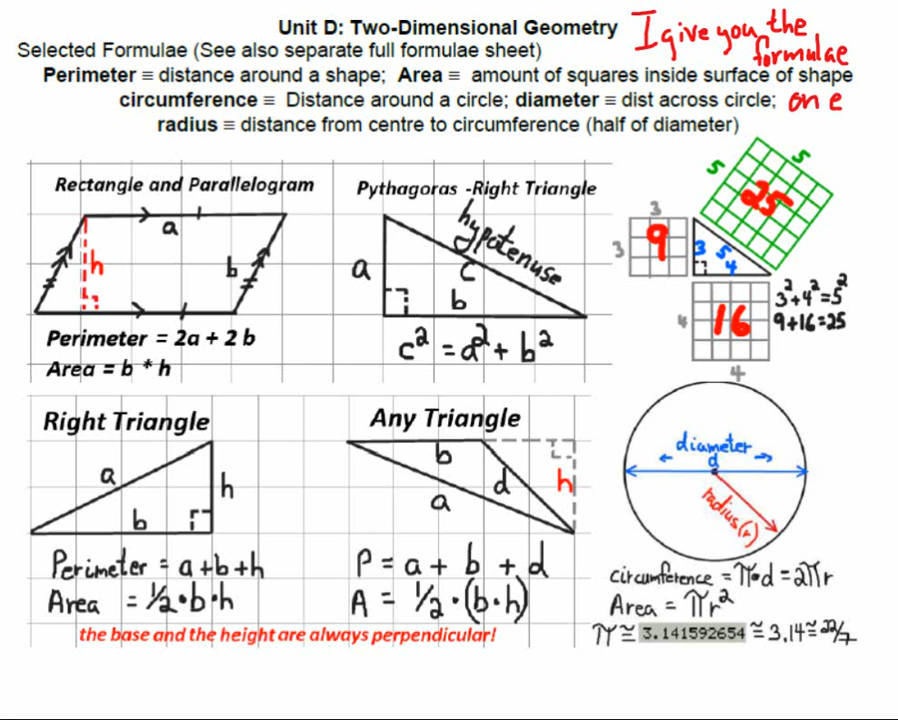 Unit D: Two-Dimensional Geometry
I give you the
formulae
on e
Selected Formulae (See also separate full formulae sheet)
Perimeter ≡ distance around a shape; Area ≡ amount of squares inside surface of shape
circumference ≡ Distance around a circle; diameter ≡ dist across circle;
radius ≡ distance from centre to circumference (half of diameter)
Rectangle and Parallelogram
a
h
b
Perimeter = 2a + 2 b
Area = b * h
Pythagoras -Right Triangle
hypotenuse
a
c
b
c² = a² + b²
5
5
25
3
3
9
3 5
4
16
4
4
3²+4²=5²
9+16=25
Right Triangle
a
h
b
Perimeter = a+b+h
Area = ½•b•h
Any Triangle
b
d
h
a
P = a + b + d
A = ½•(b•h)
the base and the height are always perpendicular!
diameter
d
radius(r)
circumference = π•d = 2πr
Area = πr²
π ≅ 3.141592654 ≅ 3.14 ≅ 22/7